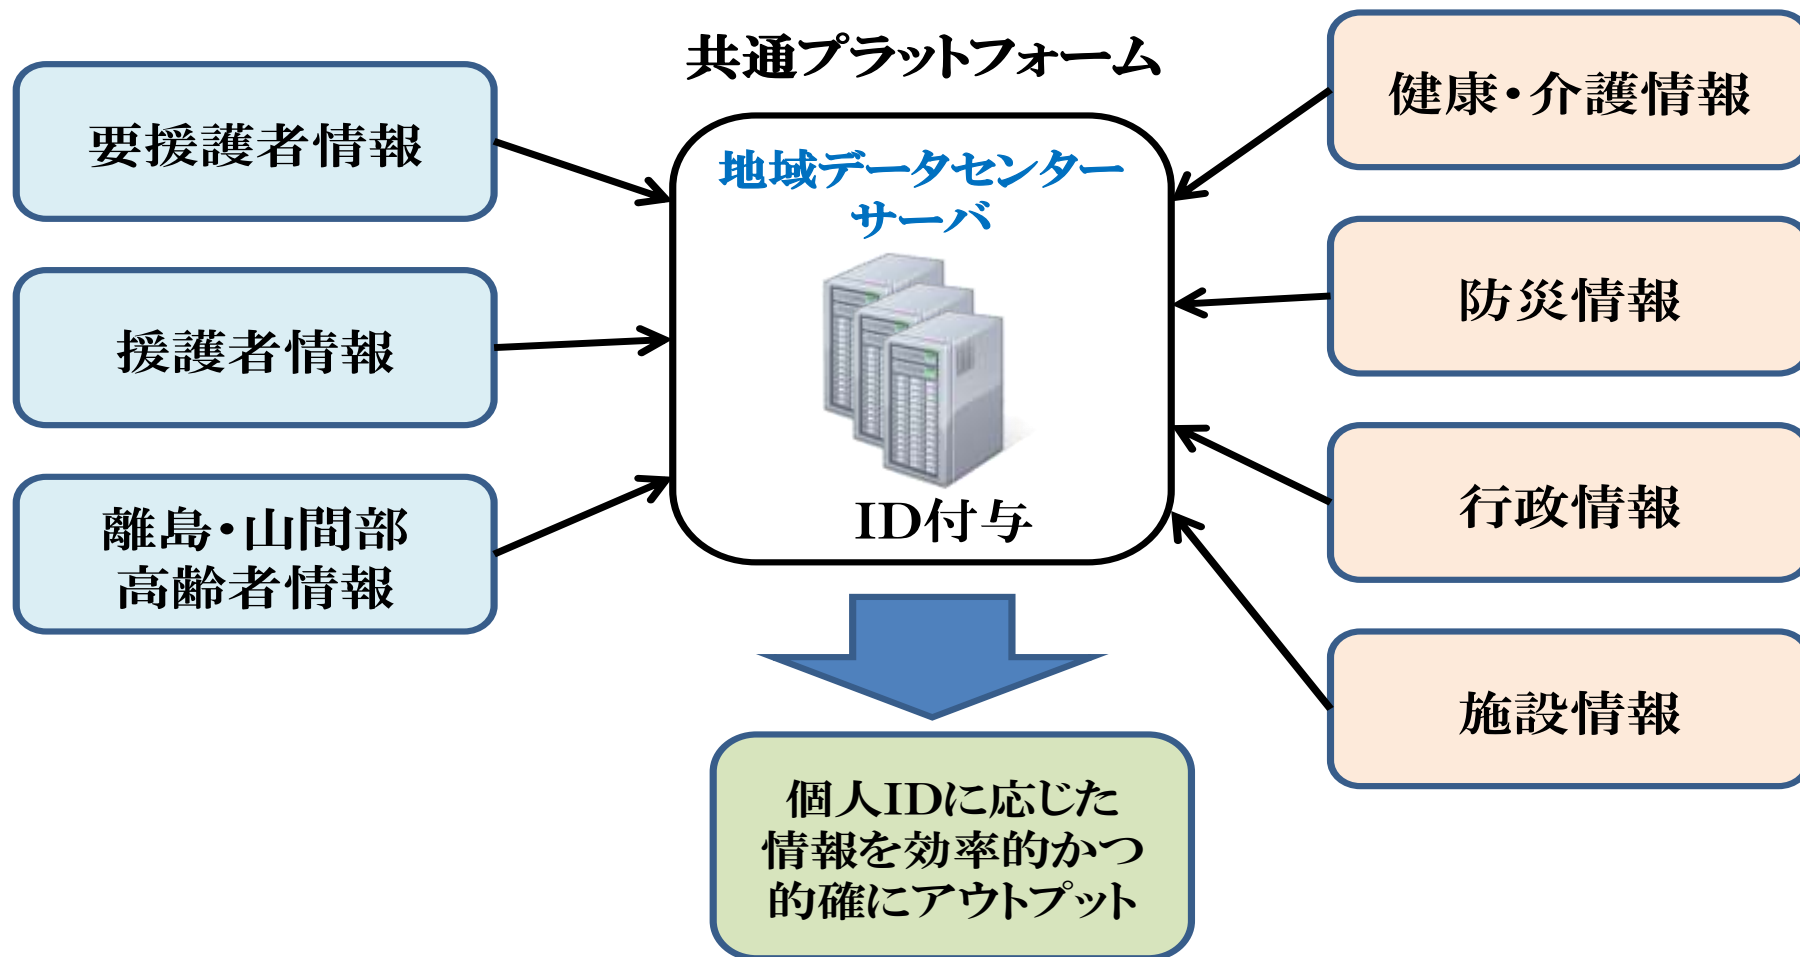 共通プラットフォーム
要援護者情報
援護者情報
離島・山間部
高齢者情報
地域データセンター
サーバ
ID付与
健康・介護情報
防災情報
行政情報
施設情報
個人IDに応じた
情報を効率的かつ
的確にアウトプット